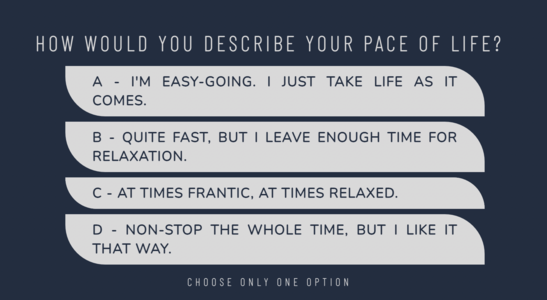 HOW WOULD YOU DESCRIBE YOUR PACE OF LIFE?
A - I'M EASY-GOING. I JUST TAKE LIFE AS IT
COMES.
B - QUITE FAST, BUT I LEAVE ENOUGH TIME FOR
RELAXATION.
C - AT TIMES FRANTIC, AT TIMES RELAXED.
D - NON-STOP THE WHOLE TIME, BUT I LIKE IT
THAT WAY.
CHOOSE ONLY ONE OPTION